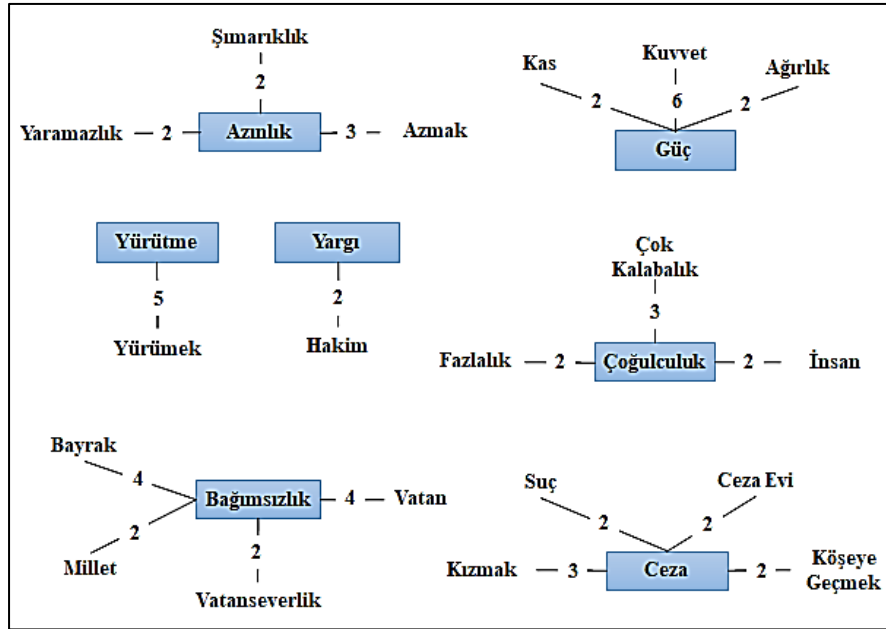 Şımarıklık
2
Yaramazlık
2
Azınlık
3
Azmak
Kas
Kuvvet
Ağırlık
2
6
2
Güç
Yürütme
5
Yürümek
Yargı
2
Hakim
Çok
Kalabalık
3
Fazlalık
2
Çoğulculuk
2
İnsan
Bayrak
4
Bağımsızlık
4
Vatan
2
Millet
2
Vatanseverlik
Suç
Ceza Evi
2
2
Kızmak
3
Ceza
2
Köşeye
Geçmek